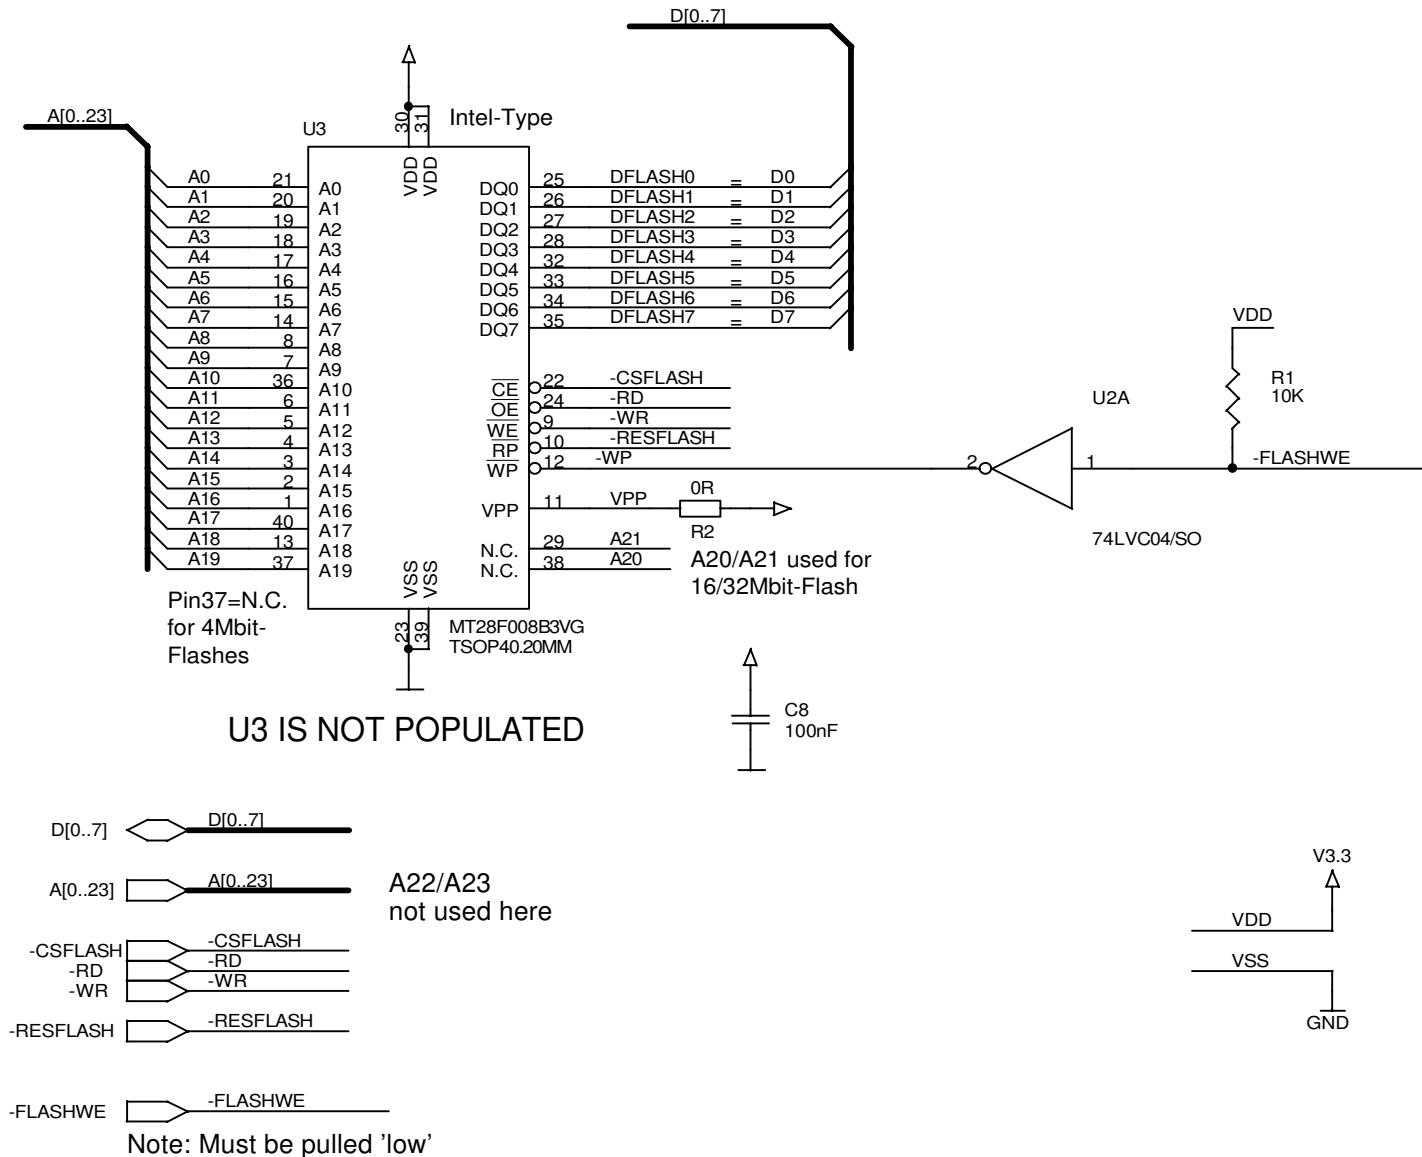 D[0..7]
A[0..23]
U3
30
31
Intel-Type
VDD
VDD
A0 21 A0
A1 20 A1
A2 19 A2
A3 18 A3
A4 17 A4
A5 16 A5
A6 15 A6
A7 14 A7
A8 8 A8
A9 7 A9
A10 36 A10
A11 6 A11
A12 5 A12
A13 4 A13
A14 3 A14
A15 2 A15
A16 1 A16
A17 40 A17
A18 13 A18
A19 37 A19
DQ0 25 DFLASH0 = D0
DQ1 26 DFLASH1 = D1
DQ2 27 DFLASH2 = D2
DQ3 28 DFLASH3 = D3
DQ4 32 DFLASH4 = D4
DQ5 33 DFLASH5 = D5
DQ6 34 DFLASH6 = D6
DQ7 35 DFLASH7 = D7
CE 22 -CSFLASH
OE 24 -RD
WE 9 -WR
RP 10 -RESFLASH
WP 12 -WP
VPP 11 VPP 0R
R2
N.C. 29 A21
N.C. 38 A20
A20/A21 used for
16/32Mbit-Flash
VSS
VSS
23
39
MT28F008B3VG
TSOP40.20MM
Pin37=N.C.
for 4Mbit-
Flashes
VDD
R1
10K
U2A
2
1
-FLASHWE
74LVC04/SO
U3 IS NOT POPULATED
C8
100nF
D[0..7] D[0..7]
A[0..23] A[0..23]
A22/A23
not used here
-CSFLASH -CSFLASH
-RD -RD
-WR -WR
-RESFLASH -RESFLASH
-FLASHWE -FLASHWE
Note: Must be pulled 'low'
V3.3
VDD
VSS
GND